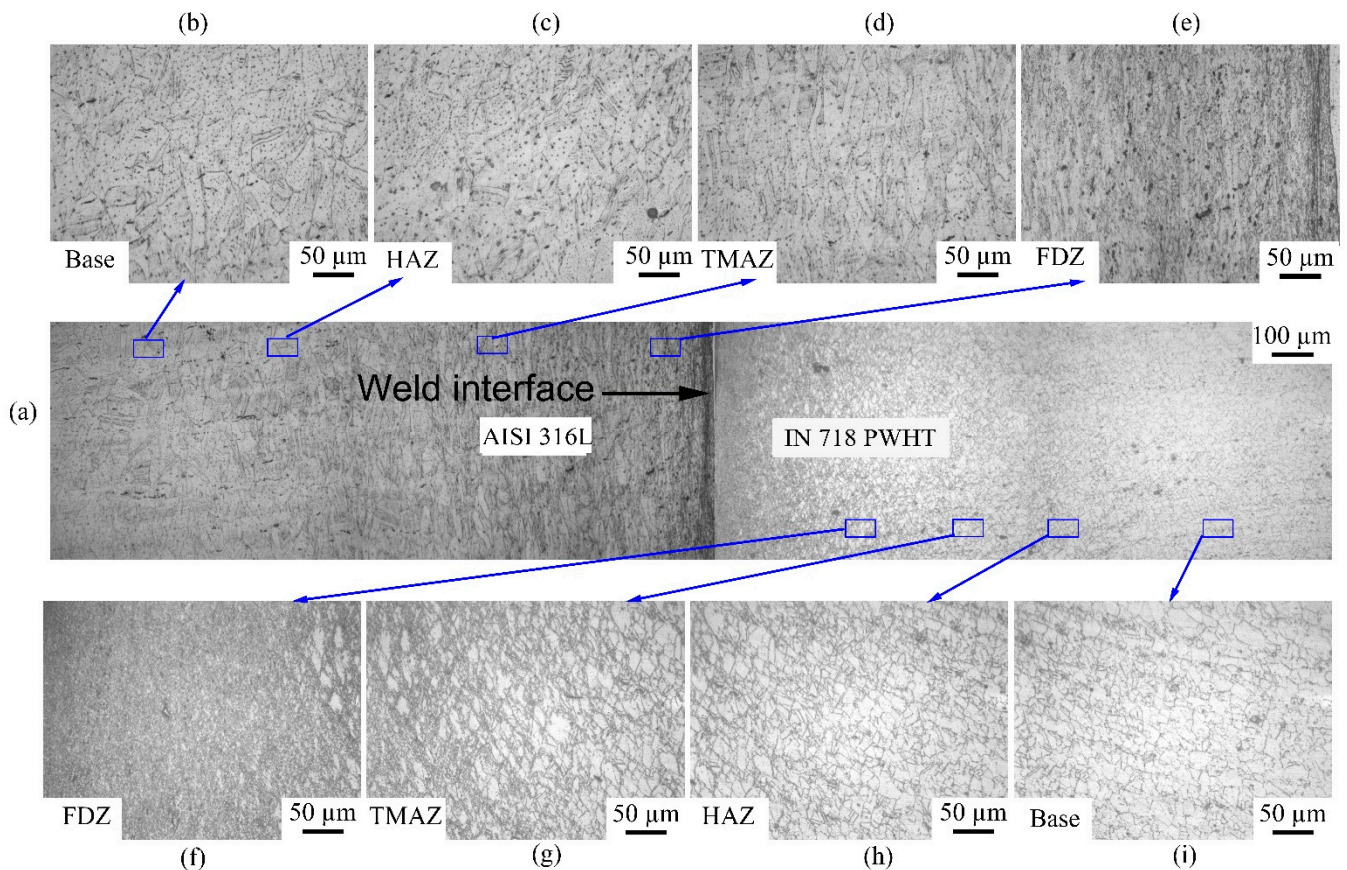 (b) (c) (d) (e)
Base 50 µm HAZ 50 µm TMAZ 50 µm FDZ 50 µm
100 µm
Weld interface
(a)
AISI 316L IN 718 PWHT
FDZ 50 µm TMAZ 50 µm HAZ 50 µm Base 50 µm
(f) (g) (h) (i)